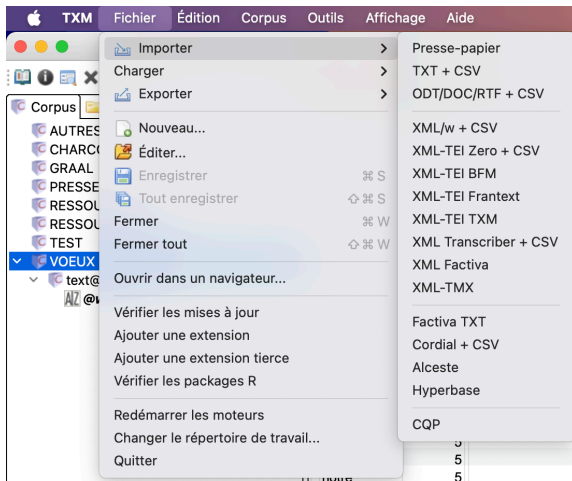 TXM Fichier Édition Corpus Outils Affichage Aide
Importer
Charger
Exporter
Nouveau...
Éditer...
Enregistrer ⌘ S
Tout enregistrer ⇧ ⌘ S
Fermer ⌘ W
Fermer tout ⇧ ⌘ W
Ouvrir dans un navigateur...
Vérifier les mises à jour
Ajouter une extension
Ajouter une extension tierce
Vérifier les packages R
Redémarrer les moteurs
Changer le répertoire de travail...
Quitter
Presse-papier
TXT + CSV
ODT/DOC/RTF + CSV
XML/w + CSV
XML-TEI Zero + CSV
XML-TEI BFM
XML-TEI Frantext
XML-TEI TXM
XML Transcriber + CSV
XML Factiva
XML-TMX
Factiva TXT
Cordial + CSV
Alceste
Hyperbase
CQP
Corpus
AUTRES
CHARCO
GRAAL
PRESSE
RESSOU
RESSOU
TEST
VOEUX
text@
AZ
5
5